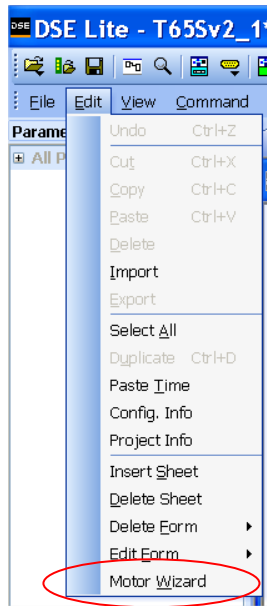 DSE DSE Lite - T65Sv2_1
File Edit View Command
Parame
All P
Undo Ctrl+Z
Cut Ctrl+X
Copy Ctrl+C
Paste Ctrl+V
Delete
Import
Export
Select All
Duplicate Ctrl+D
Paste Time
Config. Info
Project Info
Insert Sheet
Delete Sheet
Delete Form
Edit Form
Motor Wizard